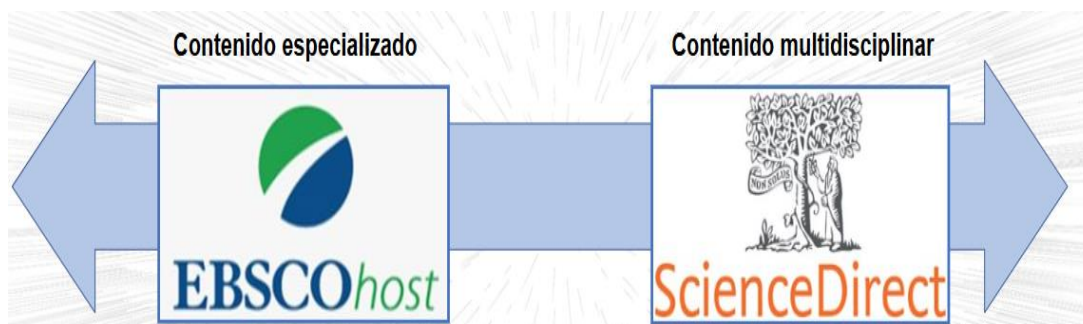 Contenido especializado
Contenido multidisciplinar
NON SOLUS
EBSCOhost
ScienceDirect